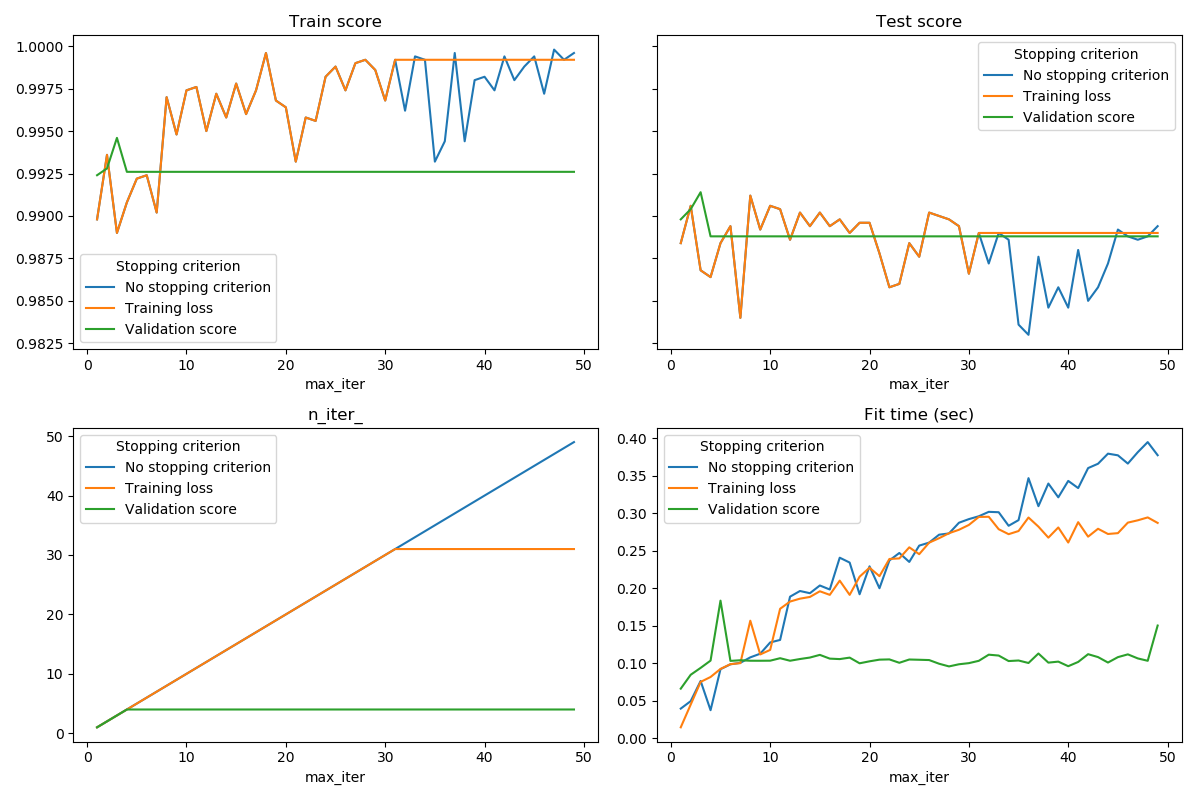 Train score
1.0000
0.9975
0.9950
0.9925
0.9900
0.9875
0.9850
0.9825
Stopping criterion
No stopping criterion
Training loss
Validation score
0 10 20 30 40 50
max_iter
Test score
Stopping criterion
No stopping criterion
Training loss
Validation score
0 10 20 30 40 50
max_iter
n_iter_
50
40
30
20
10
0
Stopping criterion
No stopping criterion
Training loss
Validation score
0 10 20 30 40 50
max_iter
Fit time (sec)
0.40
0.35
0.30
0.25
0.20
0.15
0.10
0.05
0.00
Stopping criterion
No stopping criterion
Training loss
Validation score
0 10 20 30 40 50
max_iter